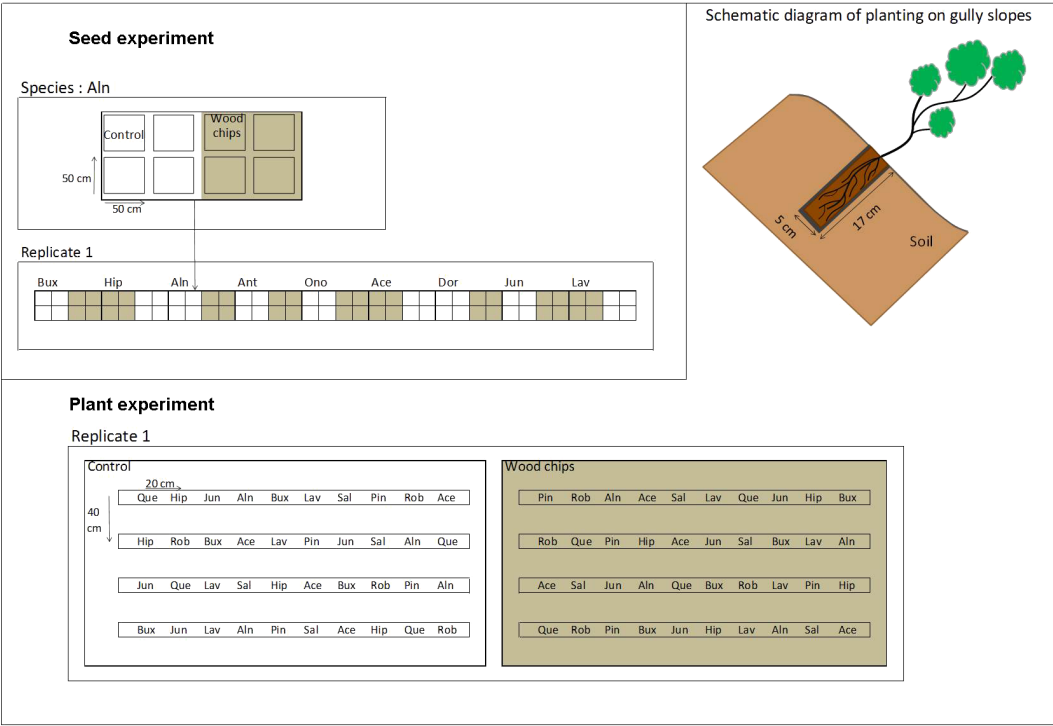 Schematic diagram of planting on gully slopes
Seed experiment
Species : Aln
Control
Wood
chips
50 cm
50 cm
5 cm
17 cm
Soil
Replicate 1
Bux Hip Aln Ant Ono Ace Dor Jun Lav
Plant experiment
Replicate 1
Control
20 cm
40
cm
Que Hip Jun Aln Bux Lav Sal Pin Rob Ace
Hip Rob Bux Ace Lav Pin Jun Sal Aln Que
Jun Que Lav Sal Hip Ace Bux Rob Pin Aln
Bux Jun Lav Aln Pin Sal Ace Hip Que Rob
Wood chips
Pin Rob Aln Ace Sal Lav Que Jun Hip Bux
Rob Que Pin Hip Ace Jun Sal Bux Lav Aln
Ace Sal Jun Aln Que Bux Rob Lav Pin Hip
Que Rob Pin Bux Jun Hip Lav Aln Sal Ace